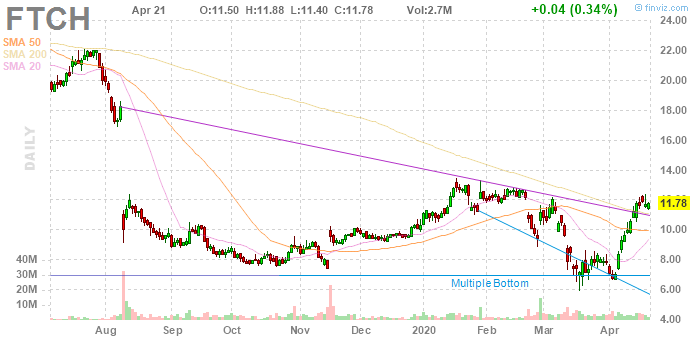 FTCH Apr 21 O:11.50 H:11.88 L:11.40 C:11.78 Vol:2.7M +0.04 (0.34%)
© finviz.com
SMA 50
SMA 200
SMA 20
DAILY
24.00
22.00
20.00
18.00
16.00
14.00
11.78
10.00
8.00
6.00
4.00
40M
30M
20M
10M
Multiple Bottom
Aug Sep Oct Nov Dec 2020 Feb Mar Apr